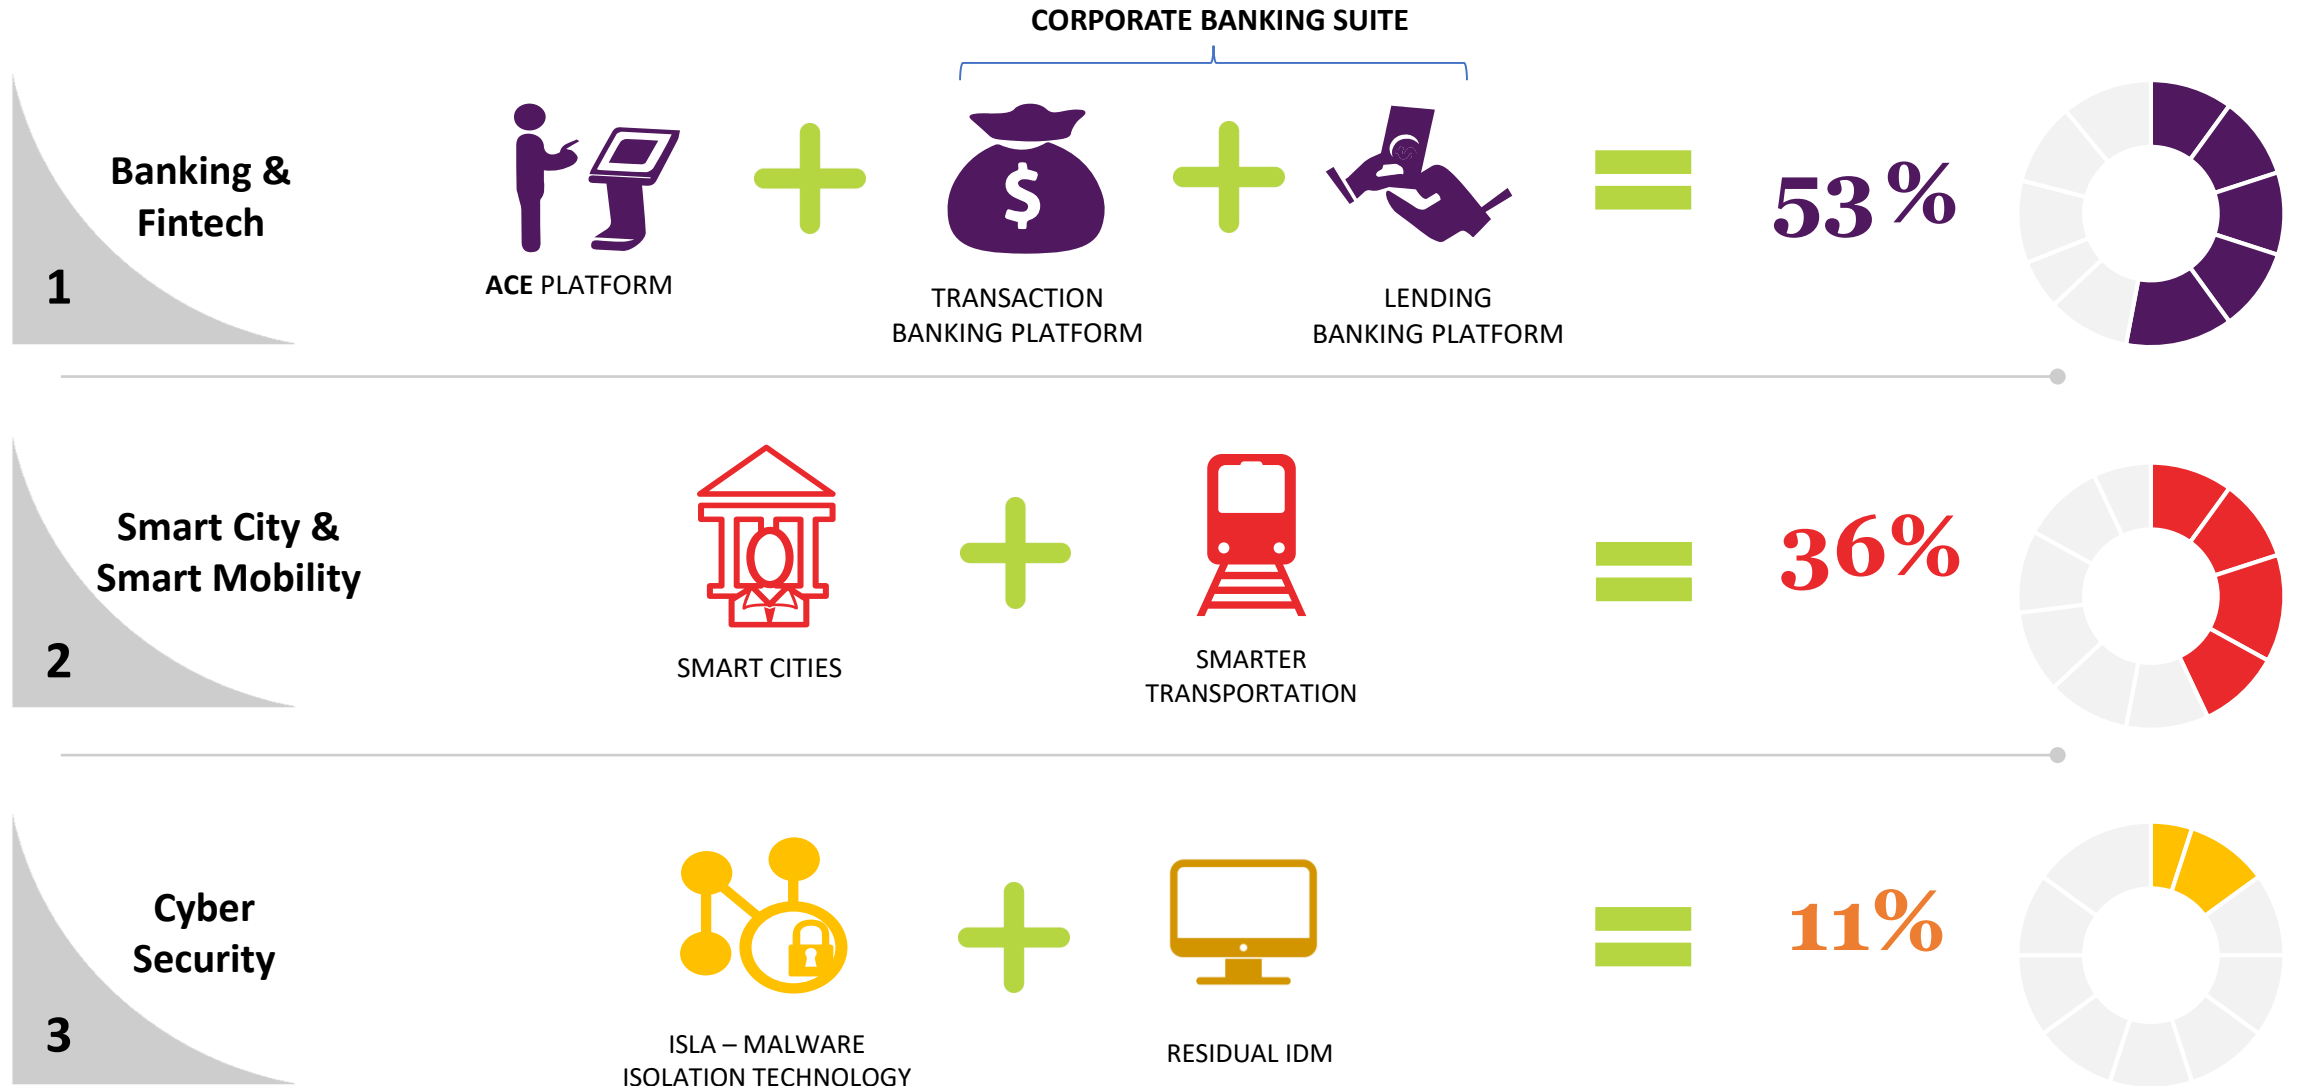 CORPORATE BANKING SUITE
Banking &
Fintech
1
ACE PLATFORM
$
TRANSACTION
BANKING PLATFORM
$
LENDING
BANKING PLATFORM
53%
Smart City &
Smart Mobility
2
SMART CITIES
SMARTER
TRANSPORTATION
36%
Cyber
Security
3
ISLA – MALWARE
ISOLATION TECHNOLOGY
RESIDUAL IDM
11%